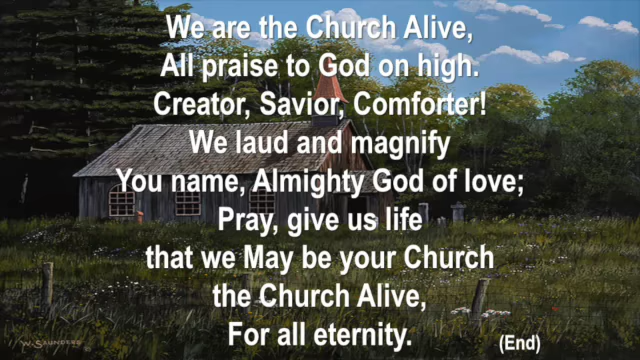 We are the Church Alive,
All praise to God on high.
Creator, Savior, Comforter!
We laud and magnify
You name, Almighty God of love;
Pray, give us life
that we May be your Church
the Church Alive,
For all eternity.
(End)
W. SAUNDERS